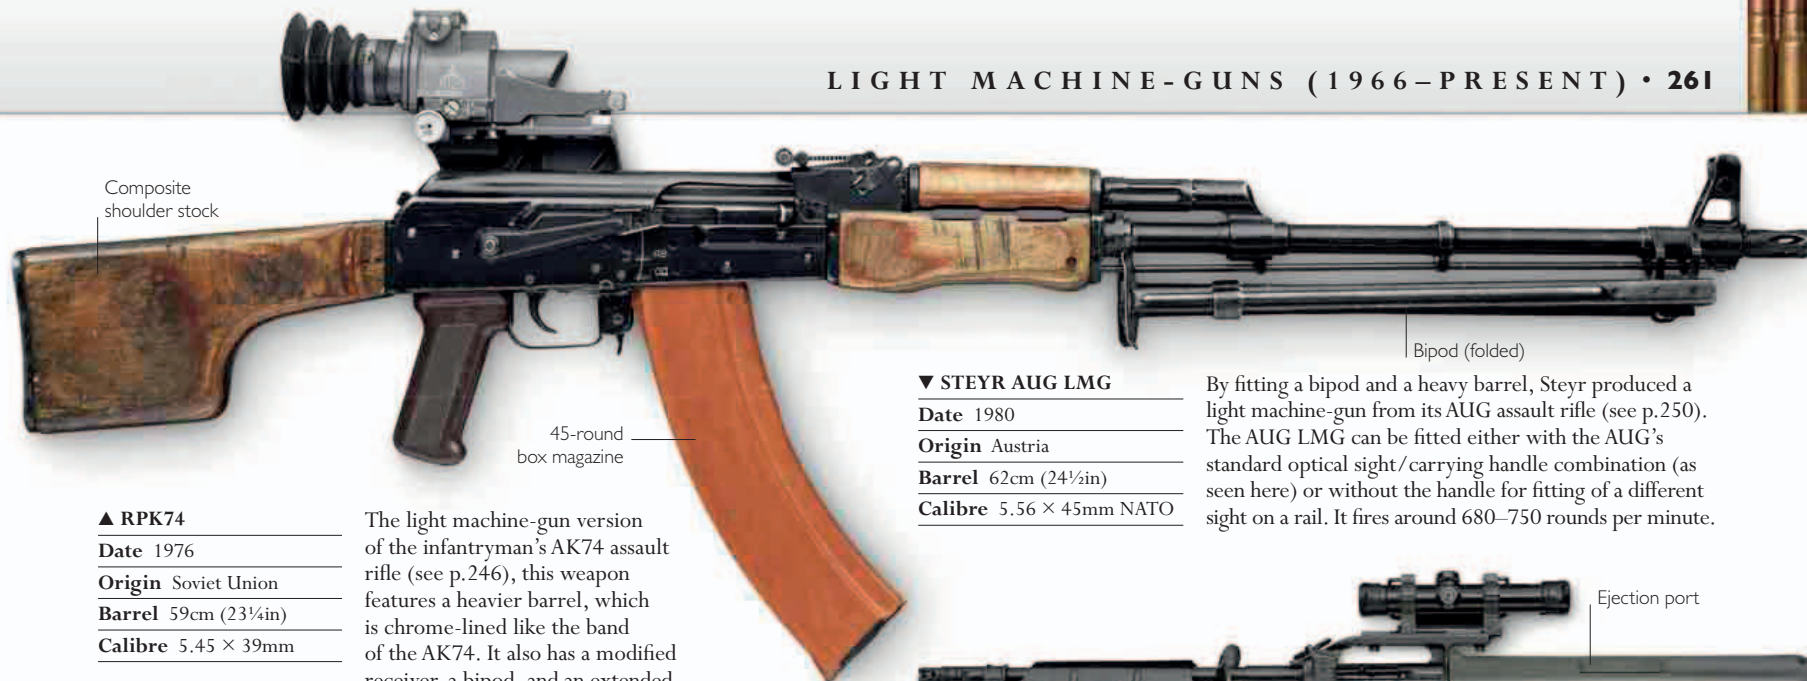 LIGHT MACHINE-GUNS (1966–PRESENT) • 261
Composite
shoulder stock
Bipod (folded)
45-round
box magazine
▲ RPK74
Date 1976
Origin Soviet Union
Barrel 59cm (23¼in)
Calibre 5.45 × 39mm
The light machine-gun version
of the infantryman's AK74 assault
rifle (see p.246), this weapon
features a heavier barrel, which
is chrome-lined like the band
of the AK74. It also has a modified
receiver, a bipod, and an extended
▼ STEYR AUG LMG
Date 1980
Origin Austria
Barrel 62cm (24½in)
Calibre 5.56 × 45mm NATO
By fitting a bipod and a heavy barrel, Steyr produced a
light machine-gun from its AUG assault rifle (see p.250).
The AUG LMG can be fitted either with the AUG's
standard optical sight/carrying handle combination (as
seen here) or without the handle for fitting of a different
sight on a rail. It fires around 680–750 rounds per minute.
Ejection port